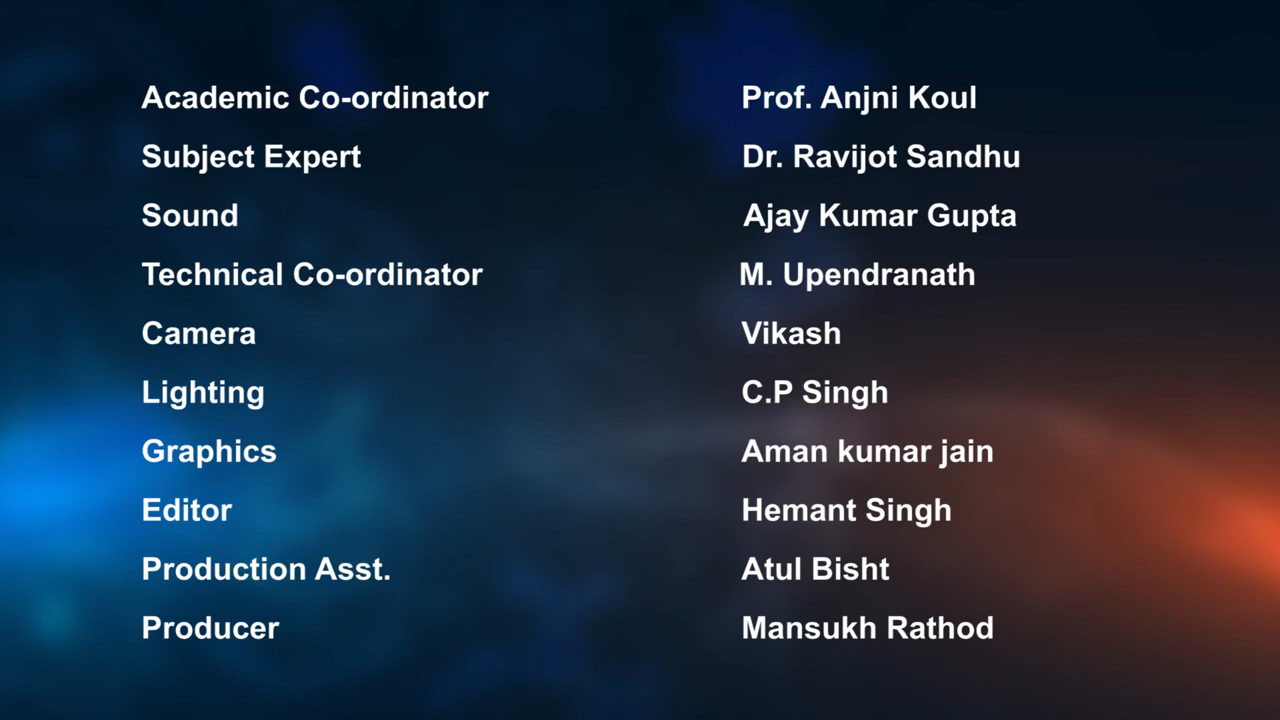 Academic Co-ordinator Prof. Anjni Koul
Subject Expert Dr. Ravijot Sandhu
Sound Ajay Kumar Gupta
Technical Co-ordinator M. Upendranath
Camera Vikash
Lighting C.P Singh
Graphics Aman kumar jain
Editor Hemant Singh
Production Asst. Atul Bisht
Producer Mansukh Rathod